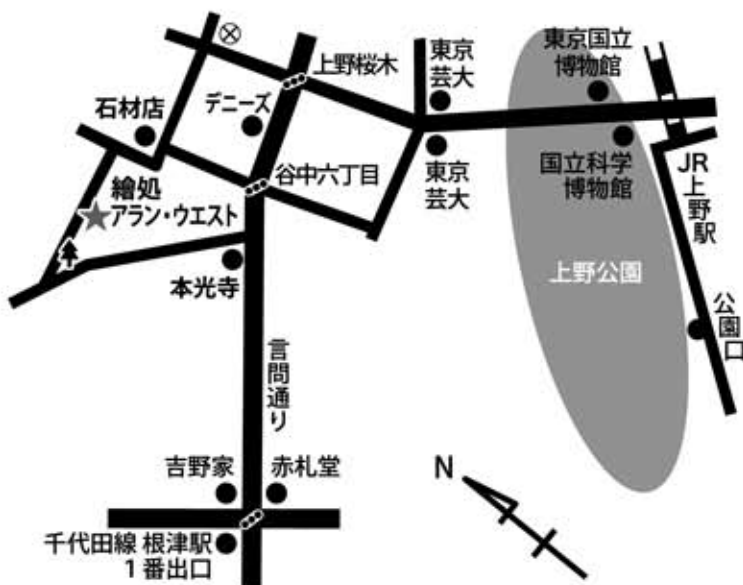 上野桜木
東京
芸大
東京国立
博物館
石材店
デニーズ
谷中六丁目
東京
芸大
国立科学
博物館
JR上野駅
繪処
アラン・ウエスト
上野公園
本光寺
公園口
言問通り
吉野家
赤札堂
N
千代田線 根津駅
1番出口